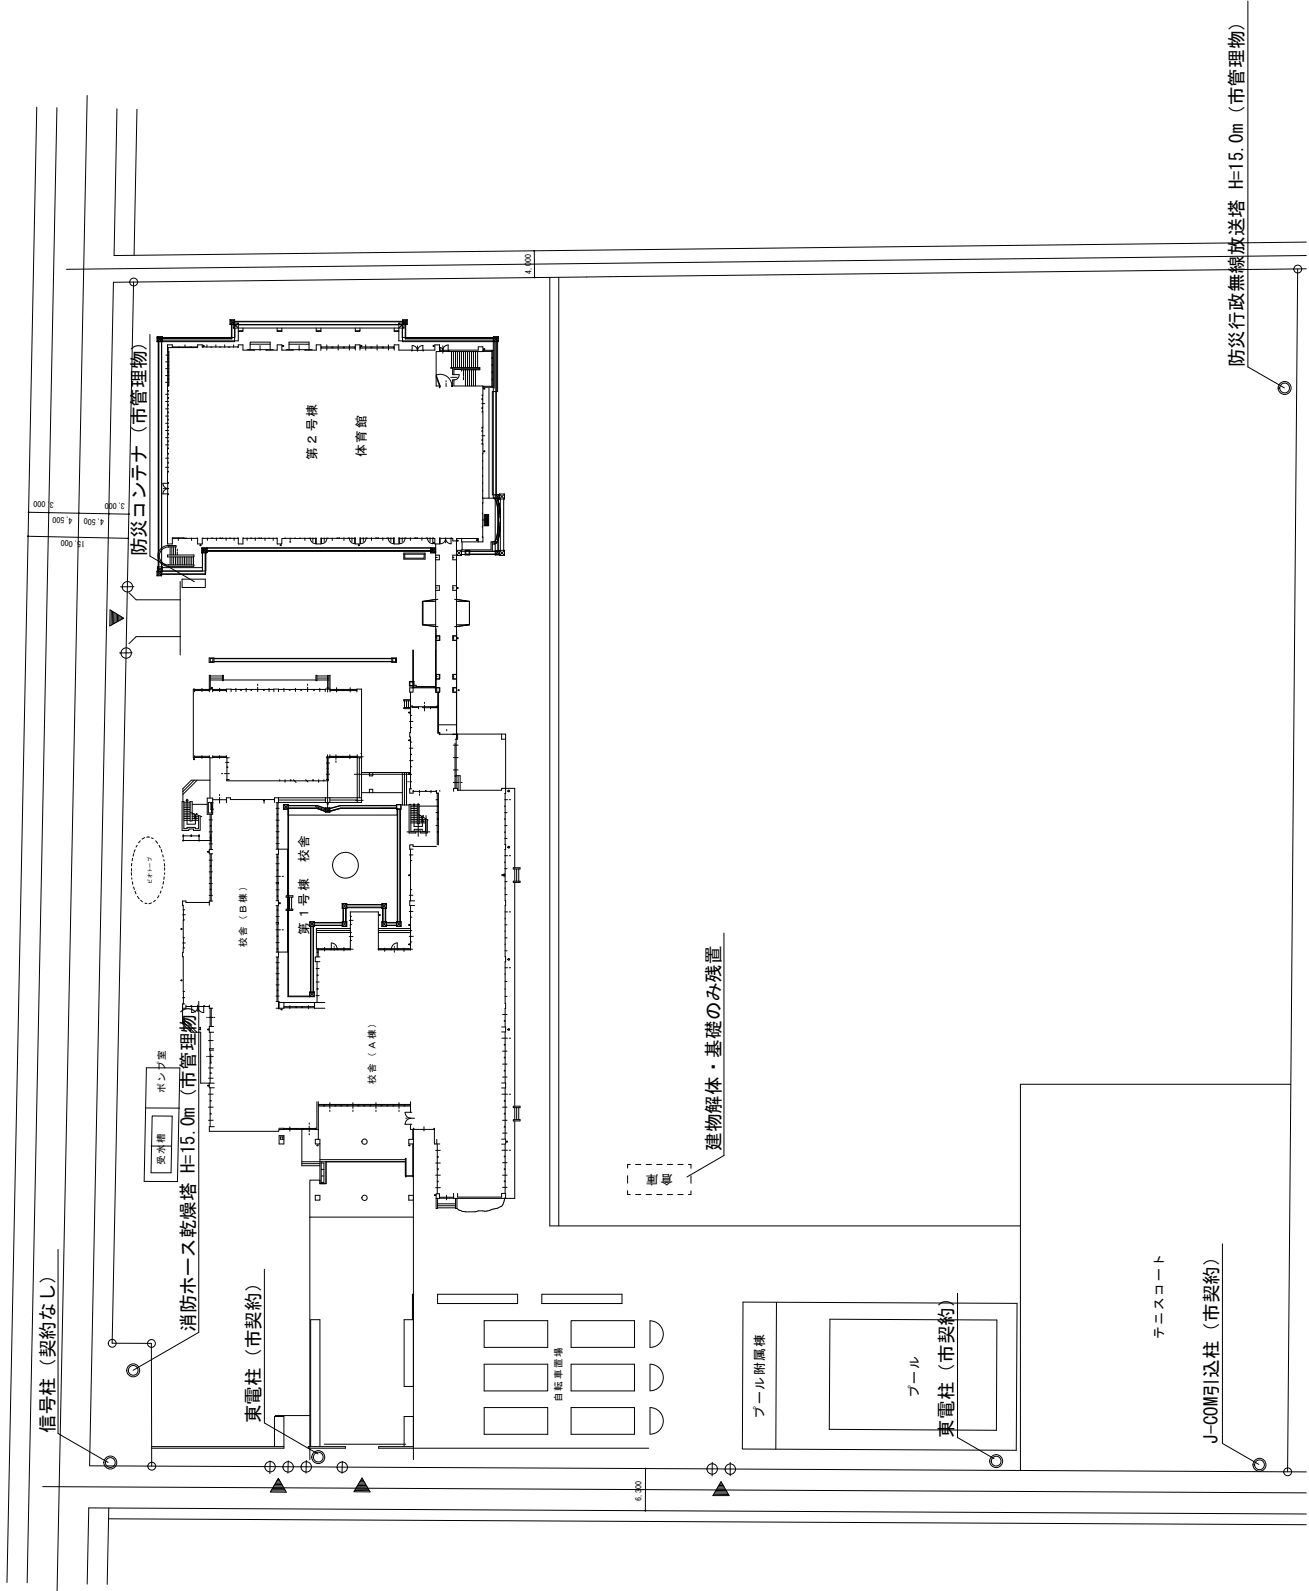 防災行政無線放送塔 H=15.0m (市管理物)
4,000
防災コンテナ (市管理物)
第２号棟
体育館
3,000
4,500
4,500
3,000
15,000
ビオトープ
校舎（Ｂ棟）
第１号棟 校舎
校舎（Ａ棟）
ポンプ室
受水槽
消防ホース乾燥塔 H=15.0m (市管理物)
建物解体・基礎のみ残置
信号柱 (契約なし)
東電柱 (市契約)
自転車置場
プール附属棟
プール
東電柱 (市契約)
テニスコート
J-COM引込柱 (市契約)
6,300